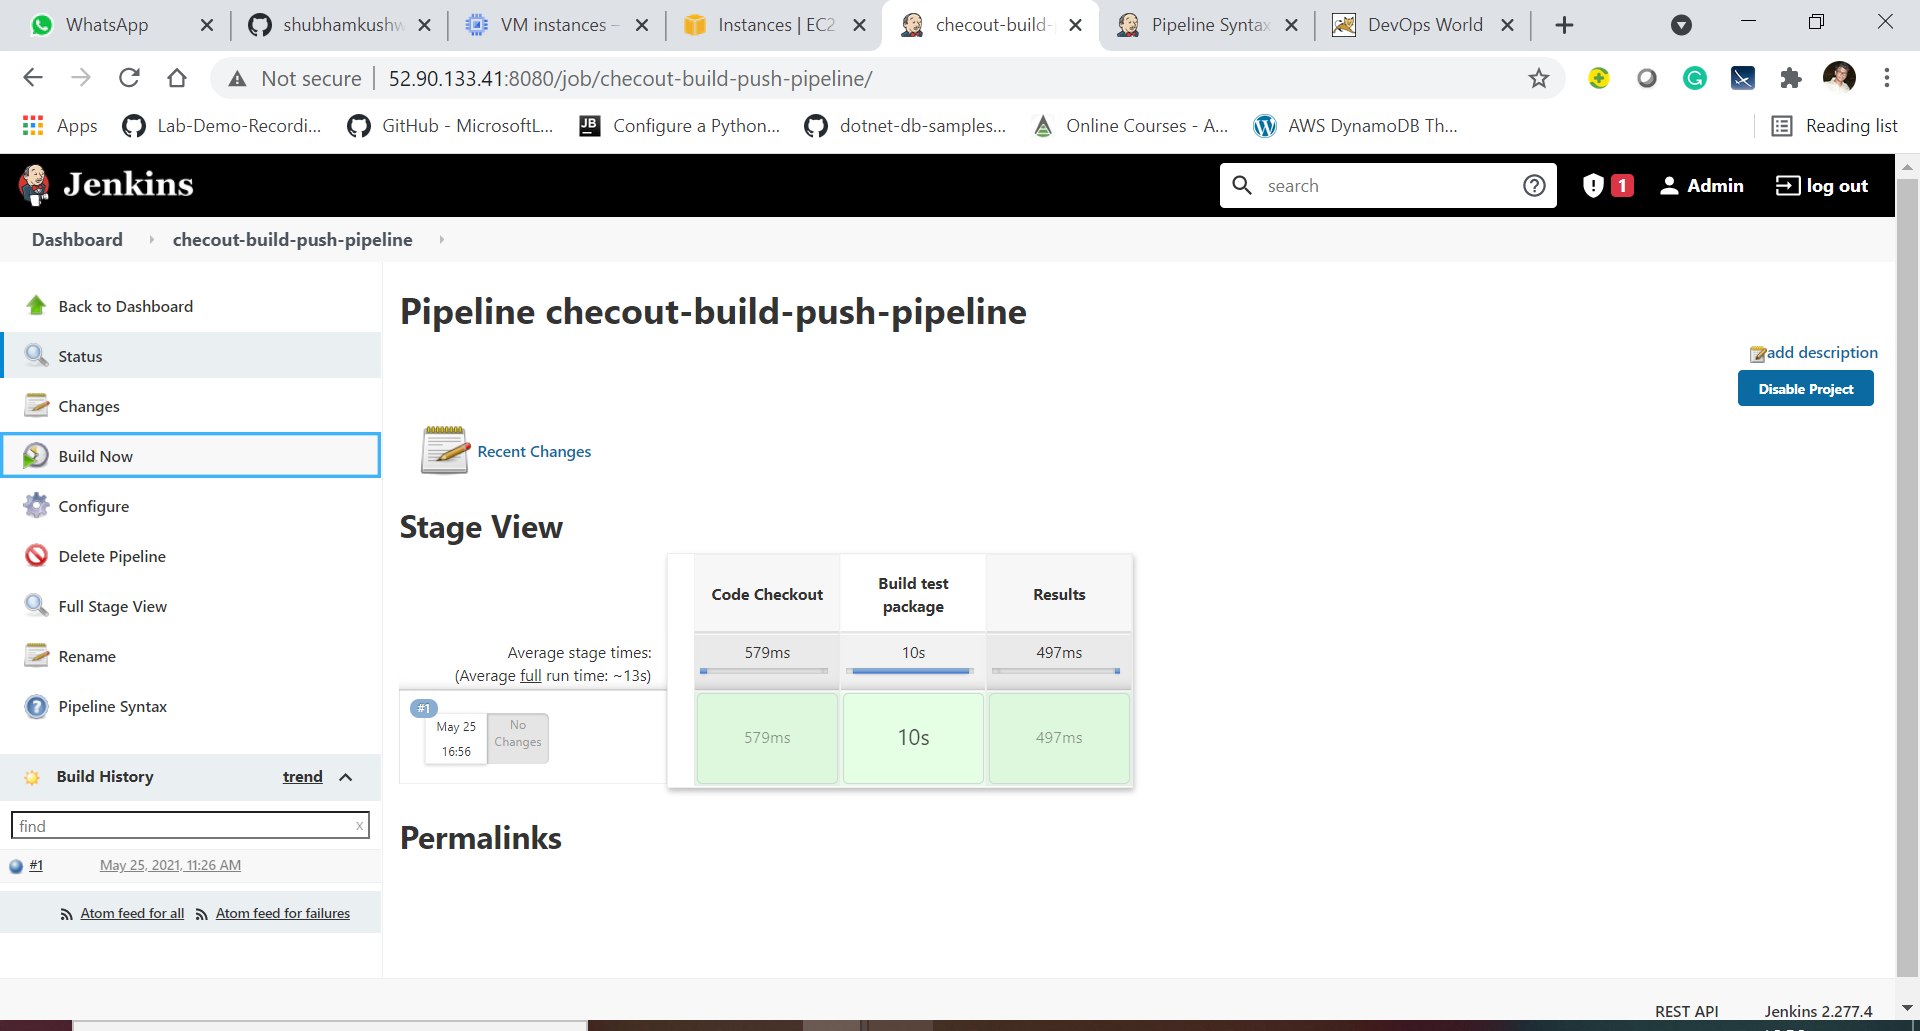 WhatsApp
shubhamkushw
VM instances –
Instances | EC2
checout-build-
Pipeline Syntax
DevOps World
Not secure
52.90.133.41:8080/job/checout-build-push-pipeline/
Apps
Lab-Demo-Recordi...
GitHub - MicrosoftL...
JB
Configure a Python...
dotnet-db-samples...
Online Courses - A...
AWS DynamoDB Th...
Reading list
Jenkins
search
1
Admin
log out
Dashboard
checout-build-push-pipeline
Back to Dashboard
Status
Changes
Build Now
Configure
Delete Pipeline
Full Stage View
Rename
Pipeline Syntax
Build History
trend
find
x
#1
May 25, 2021, 11:26 AM
Atom feed for all
Atom feed for failures
Pipeline checout-build-push-pipeline
add description
Disable Project
Recent Changes
Stage View
Code Checkout
Build test
package
Results
Average stage times:
(Average full run time: ~13s)
579ms
10s
497ms
#1
May 25
16:56
No
Changes
579ms
10s
497ms
Permalinks
REST API
Jenkins 2.277.4